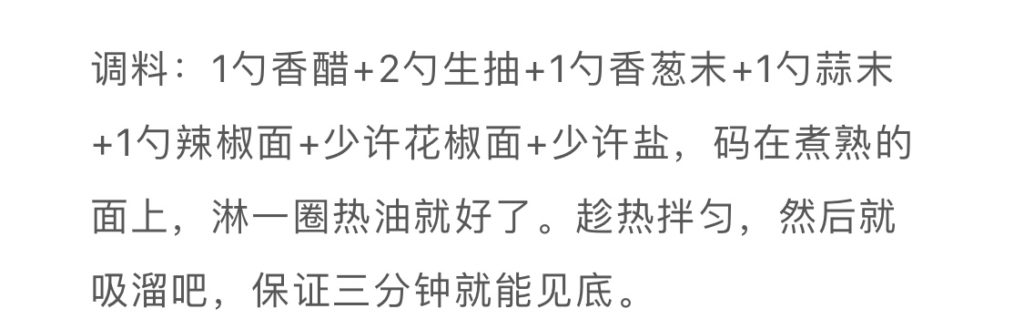 调料：1勺香醋+2勺生抽+1勺香葱末+1勺蒜末
+1勺辣椒面+少许花椒面+少许盐，码在煮熟的
面上，淋一圈热油就好了。趁热拌匀，然后就
吸溜吧，保证三分钟就能见底。